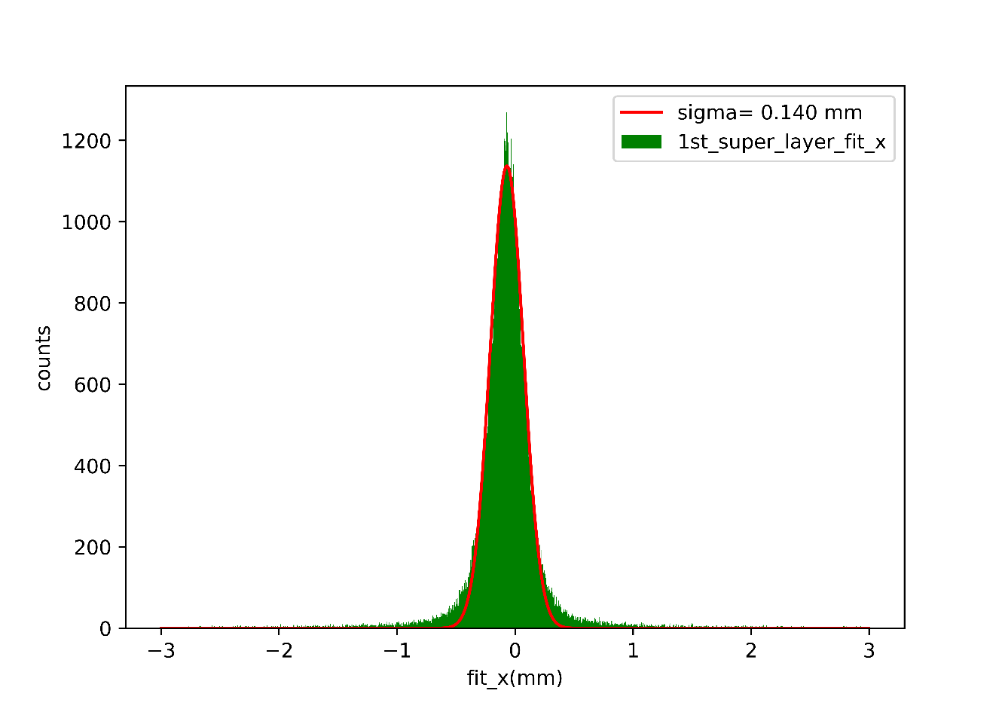 sigma= 0.140 mm
1st_super_layer_fit_x
1200
1000
800
600
400
200
0
counts
−3 −2 −1 0 1 2 3
fit_x(mm)